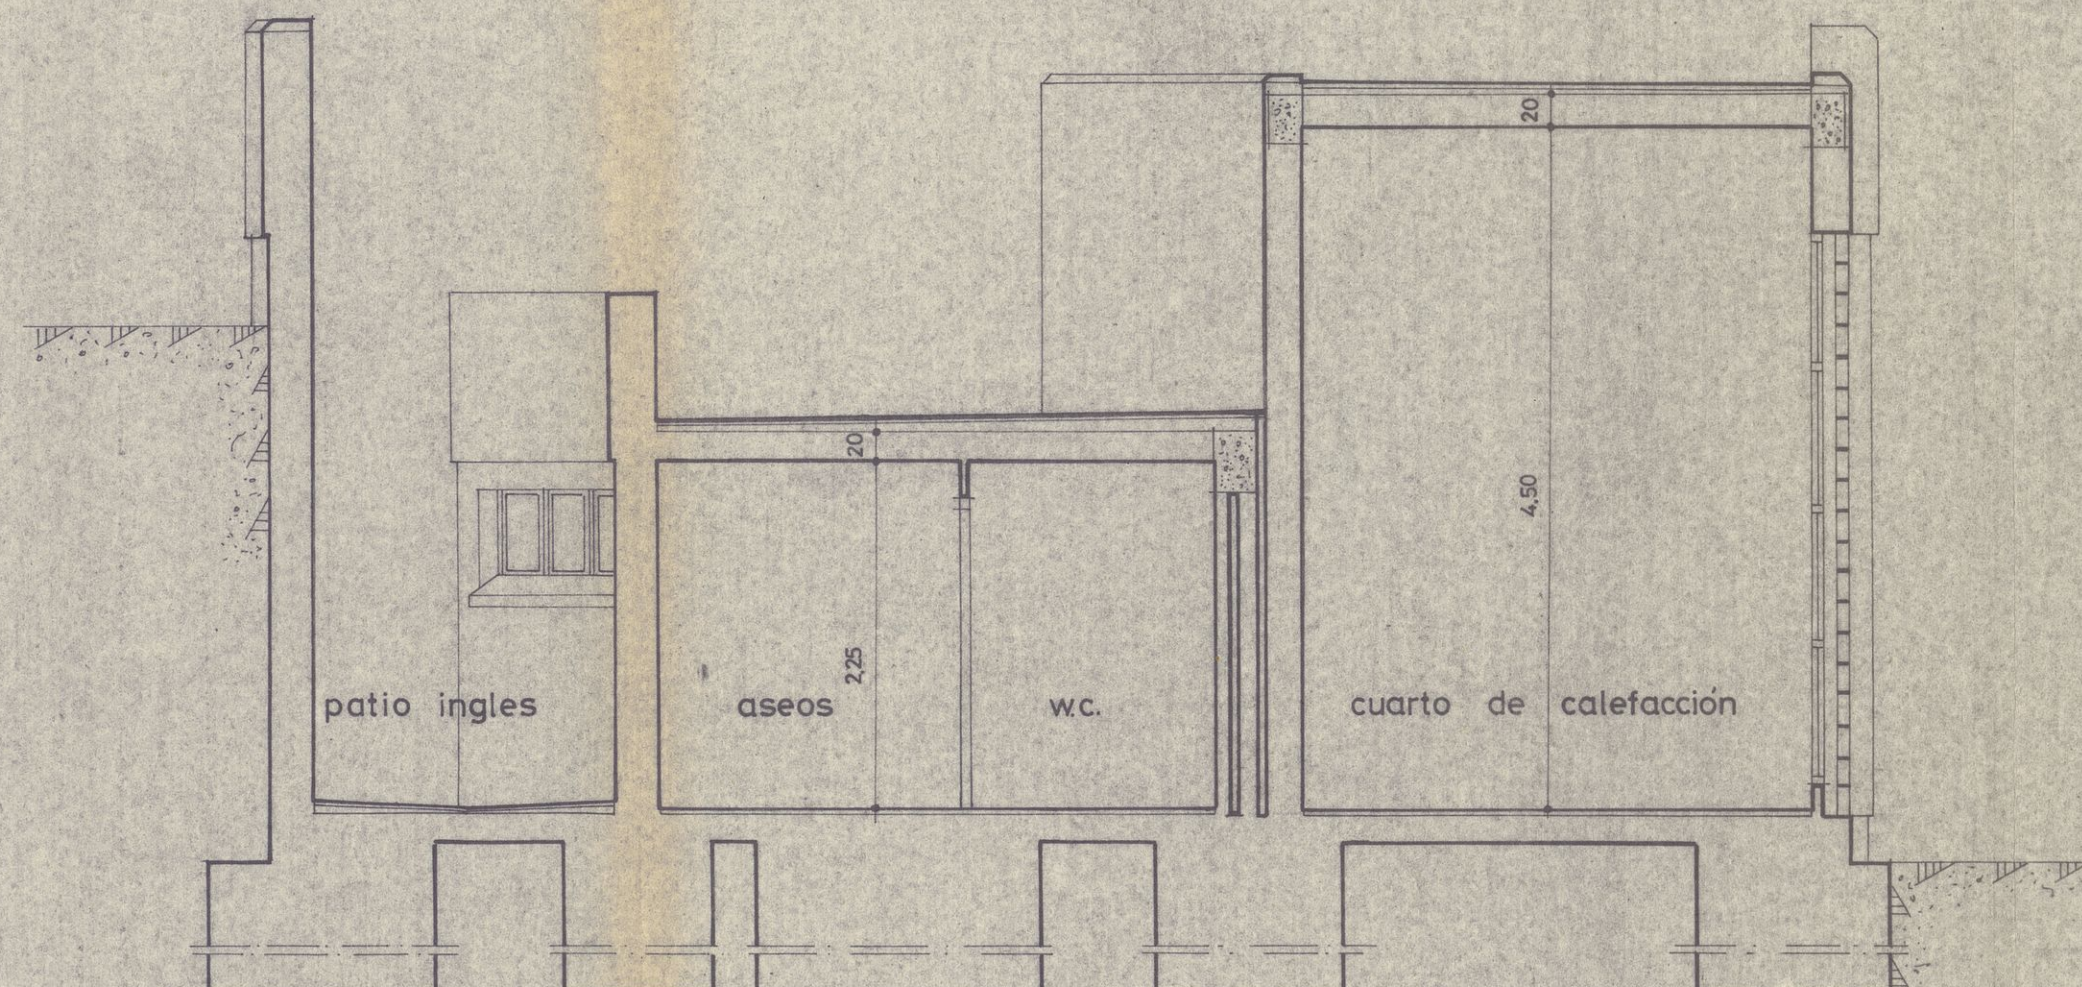 20
20
4.50
2,25
patio ingles
aseos
w.c.
cuarto de calefacción